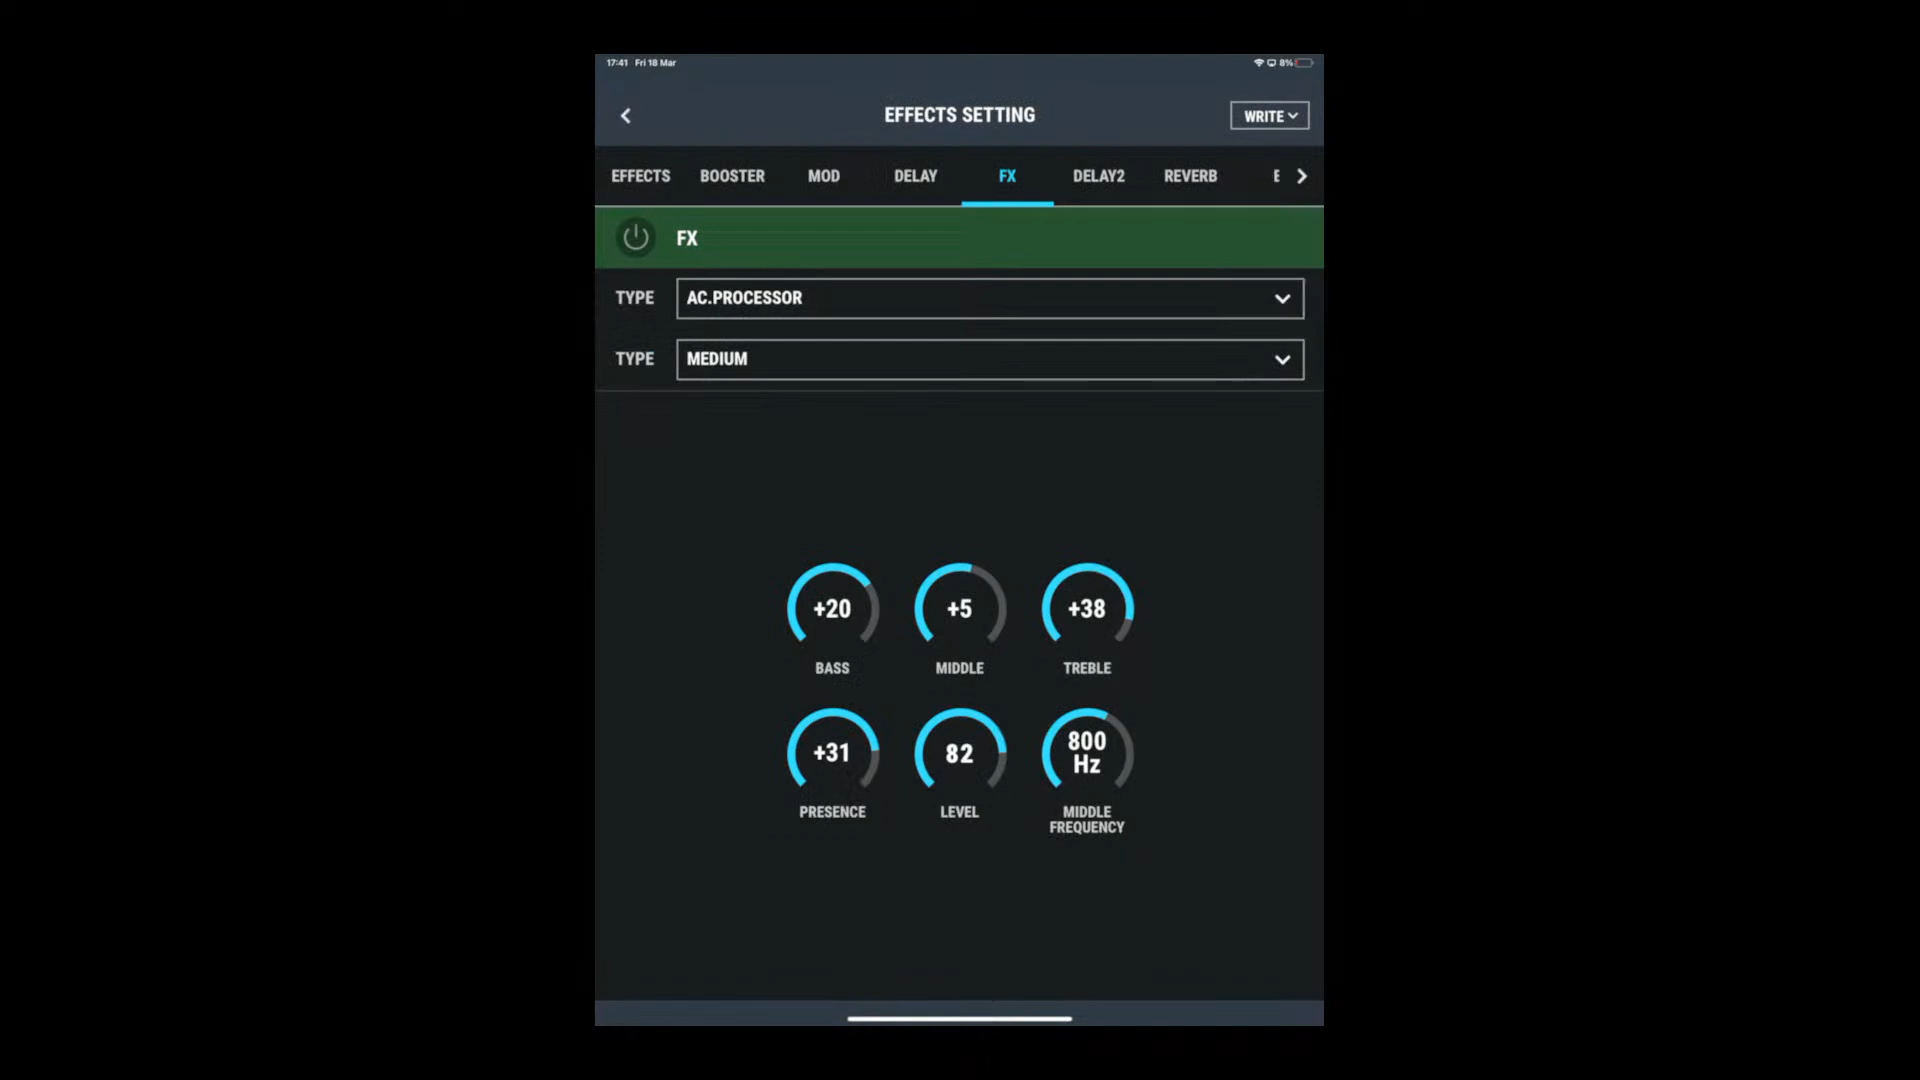 17:41 Fri 18 Mar 8%
EFFECTS SETTING
WRITE
EFFECTS BOOSTER MOD DELAY FX DELAY2 REVERB E
FX
TYPE AC.PROCESSOR
TYPE MEDIUM
+20 +5 +38
BASS MIDDLE TREBLE
+31 82 800
Hz
PRESENCE LEVEL MIDDLE
FREQUENCY